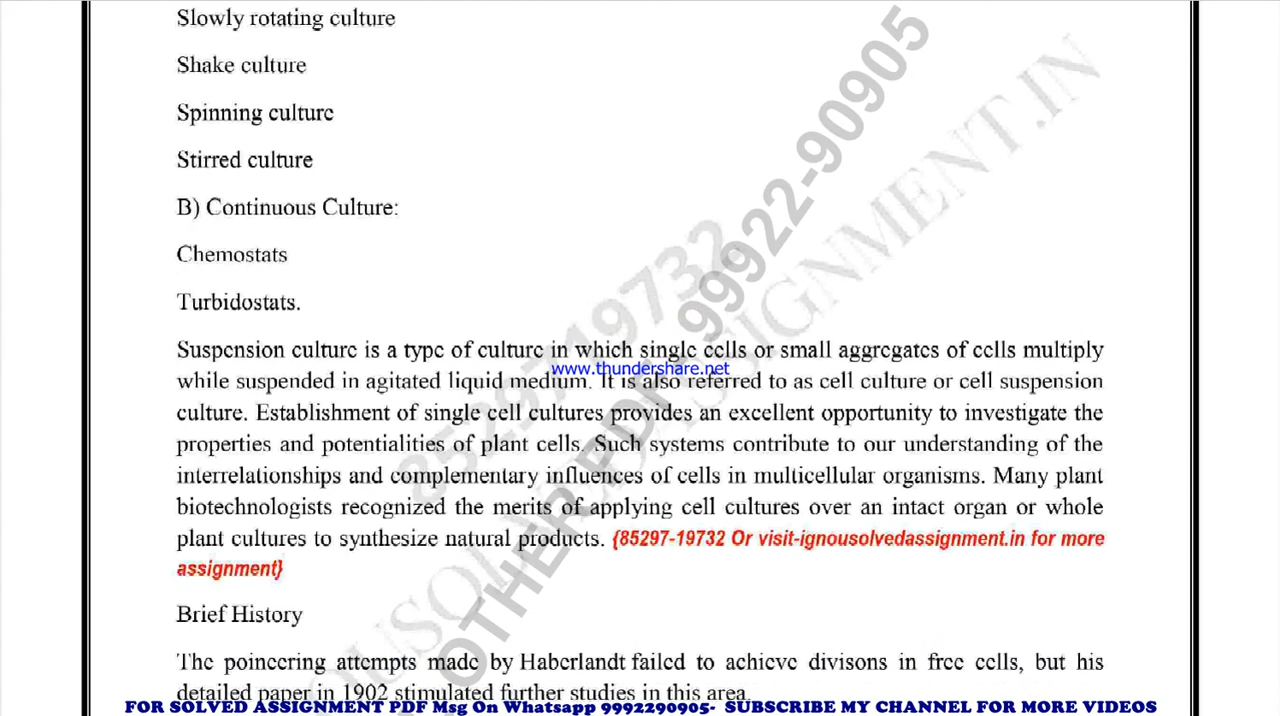 Slowly rotating culture
Shake culture
Spinning culture
Stirred culture
B) Continuous Culture:
Chemostats
Turbidostats.
Suspension culture is a type of culture in which single cells or small aggregates of cells multiply
www.thundershare.net
while suspended in agitated liquid medium. It is also referred to as cell culture or cell suspension
culture. Establishment of single cell cultures provides an excellent opportunity to investigate the
properties and potentialities of plant cells. Such systems contribute to our understanding of the
interrelationships and complementary influences of cells in multicellular organisms. Many plant
biotechnologists recognized the merits of applying cell cultures over an intact organ or whole
plant cultures to synthesize natural products. {85297-19732 Or visit-ignousolvedassignment.in for more
assignment}
Brief History
The poineering attempts made by Haberlandt failed to achieve divisons in free cells, but his
detailed paper in 1902 stimulated further studies in this area.
FOR SOLVED ASSIGNMENT PDF Msg On Whatsapp 9992290905- SUBSCRIBE MY CHANNEL FOR MORE VIDEOS
8529719732
OTHER PDF 99922-90905